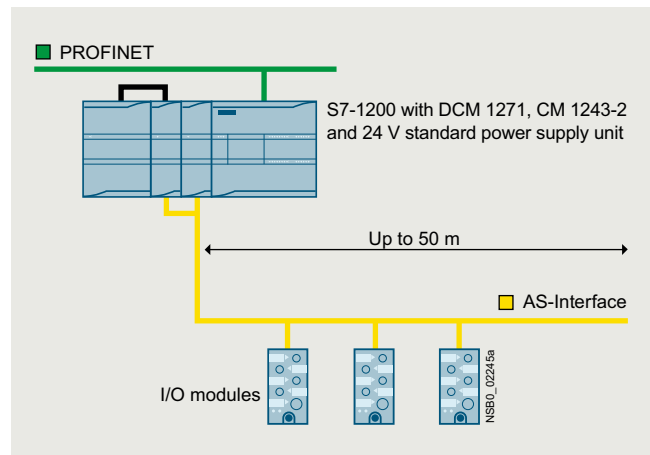 PROFINET
S7-1200 with DCM 1271, CM 1243-2
and 24 V standard power supply unit
Up to 50 m
AS-Interface
I/O modules
NSB0_02245a